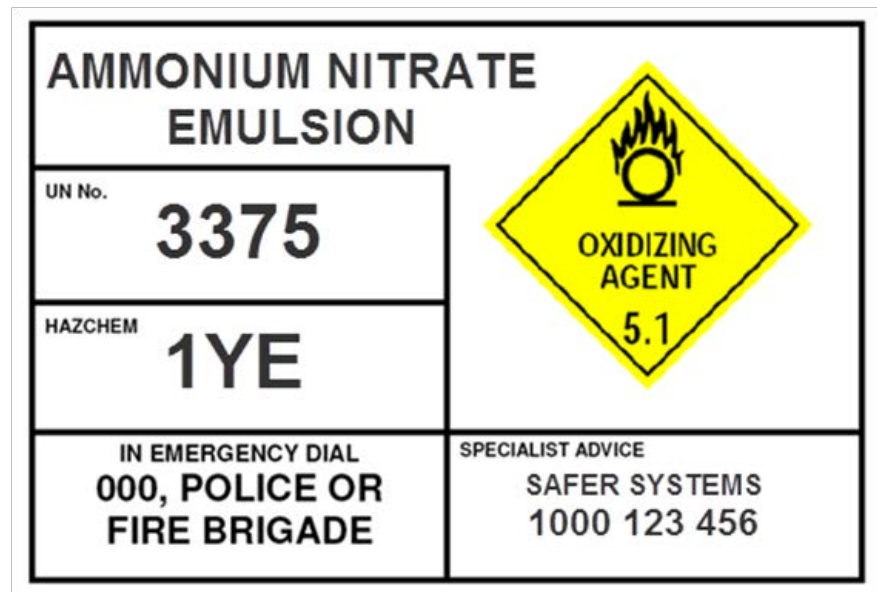 AMMONIUM NITRATE
EMULSION
UN No.
3375
HAZCHEM
1YE
OXIDIZING
AGENT
5.1
IN EMERGENCY DIAL
000, POLICE OR
FIRE BRIGADE
SPECIALIST ADVICE
SAFER SYSTEMS
1000 123 456